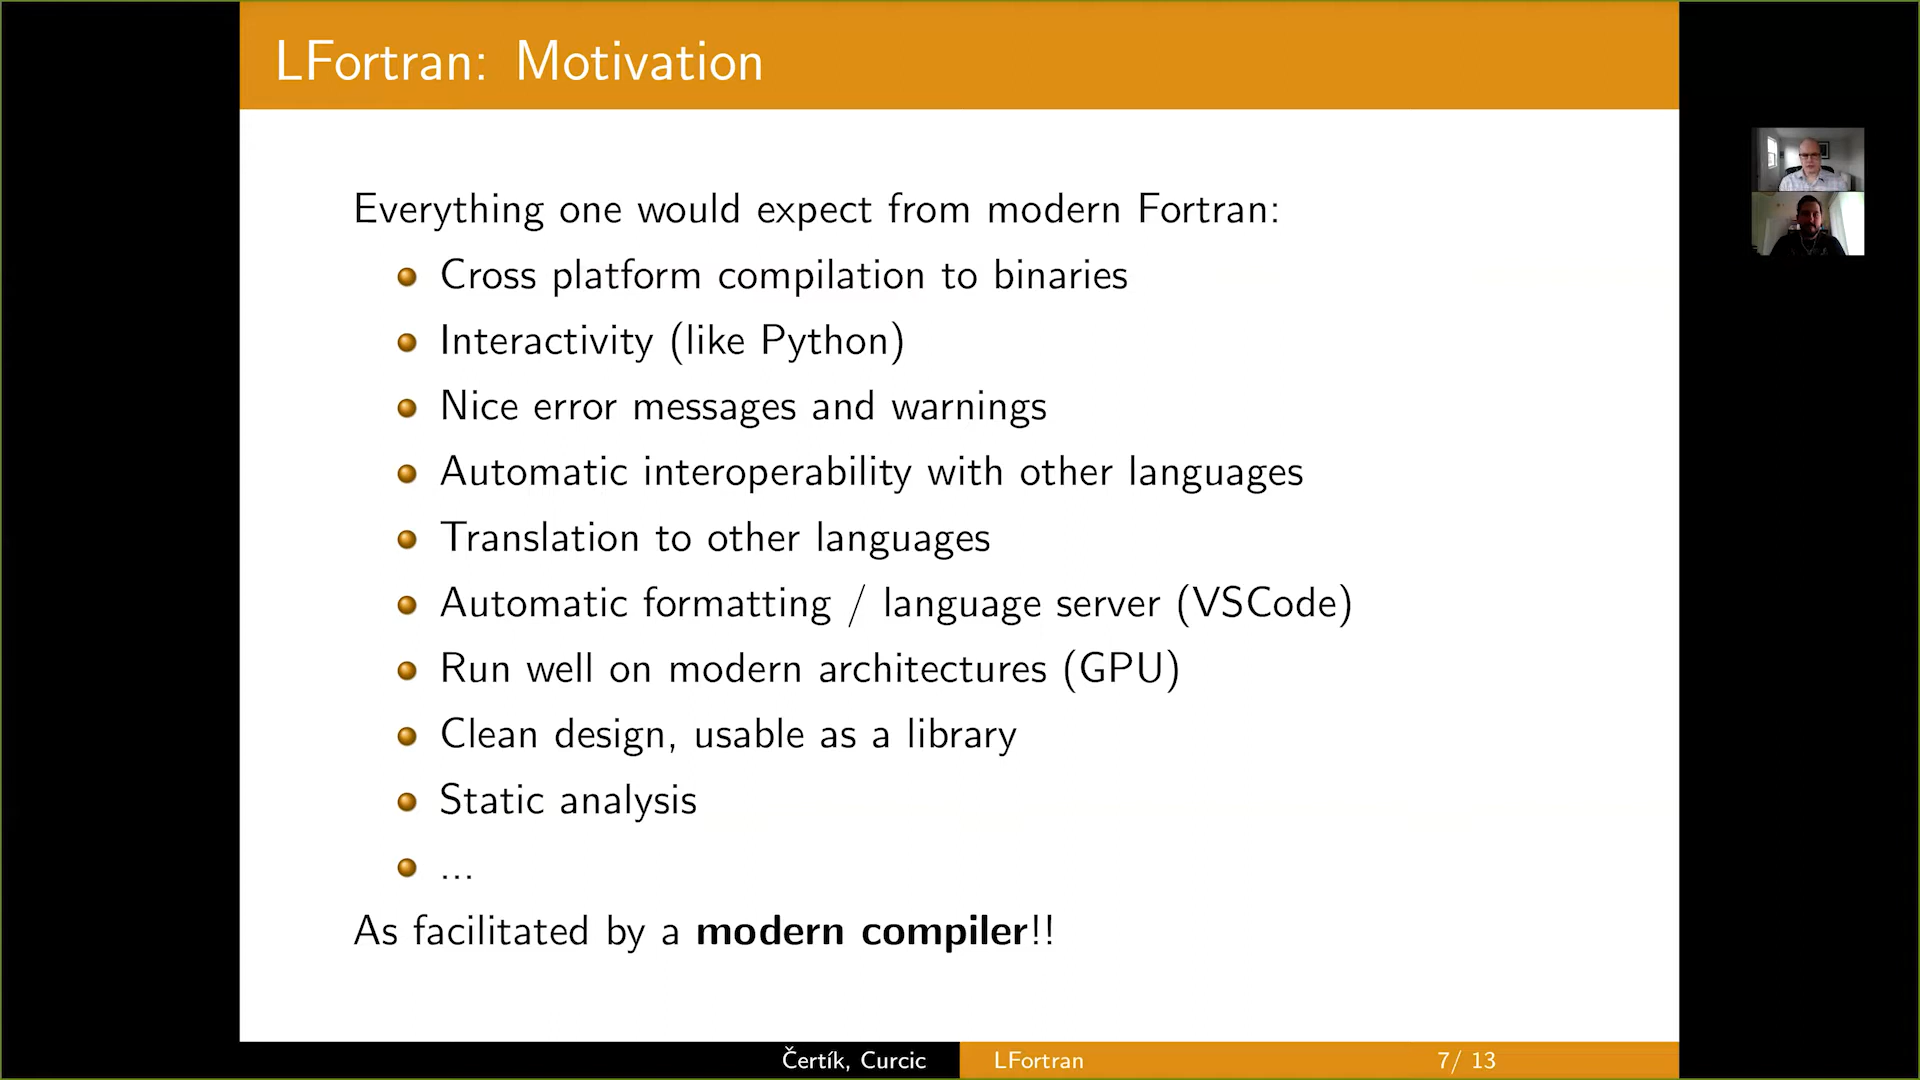 LFortran: Motivation
Everything one would expect from modern Fortran:
Cross platform compilation to binaries
Interactivity (like Python)
Nice error messages and warnings
Automatic interoperability with other languages
Translation to other languages
Automatic formatting / language server (VSCode)
Run well on modern architectures (GPU)
Clean design, usable as a library
Static analysis
...
As facilitated by a modern compiler!!
Čertík, Curcic LFortran 7/ 13